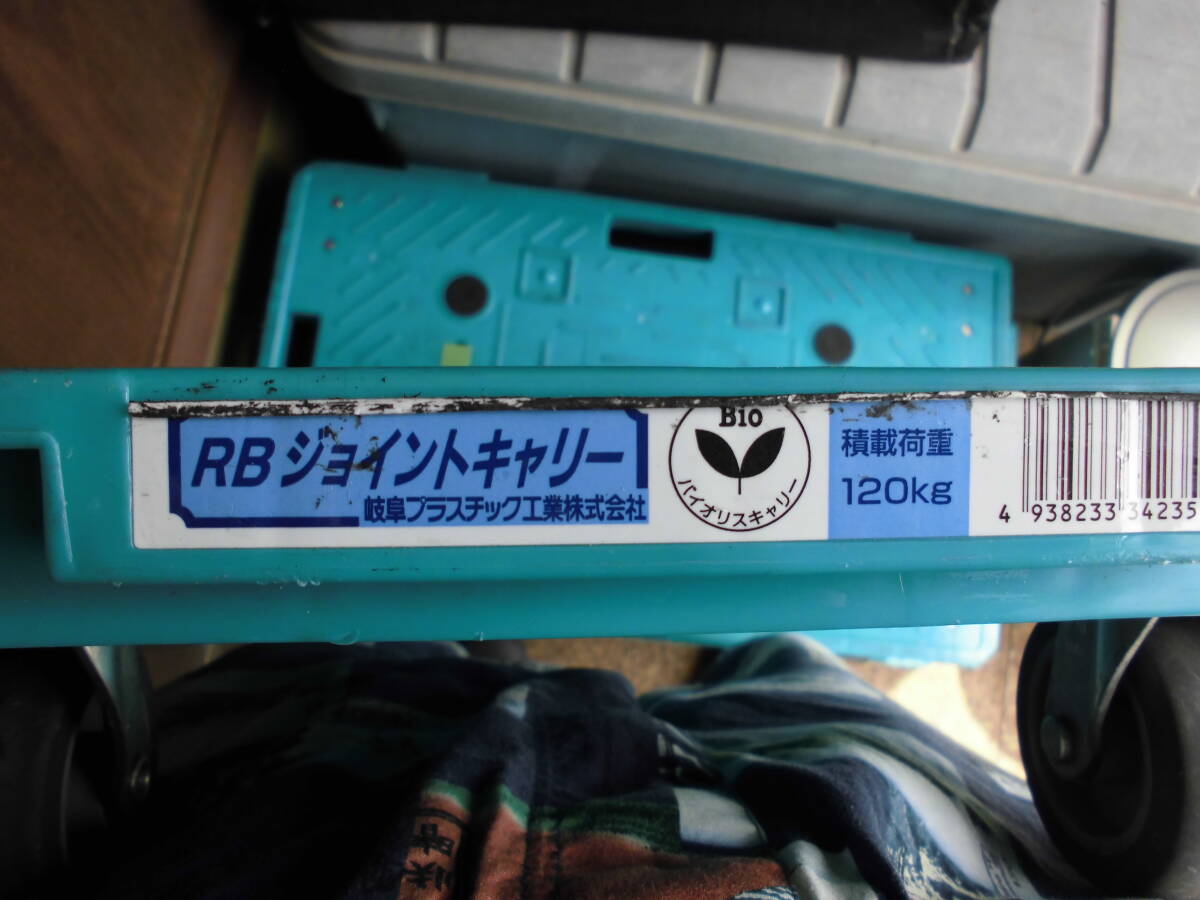 RBジョイントキャリー
岐阜プラスチック工業株式会社
Bio
バイオリスキャリー
積載荷重
120kg
4 938233 34235